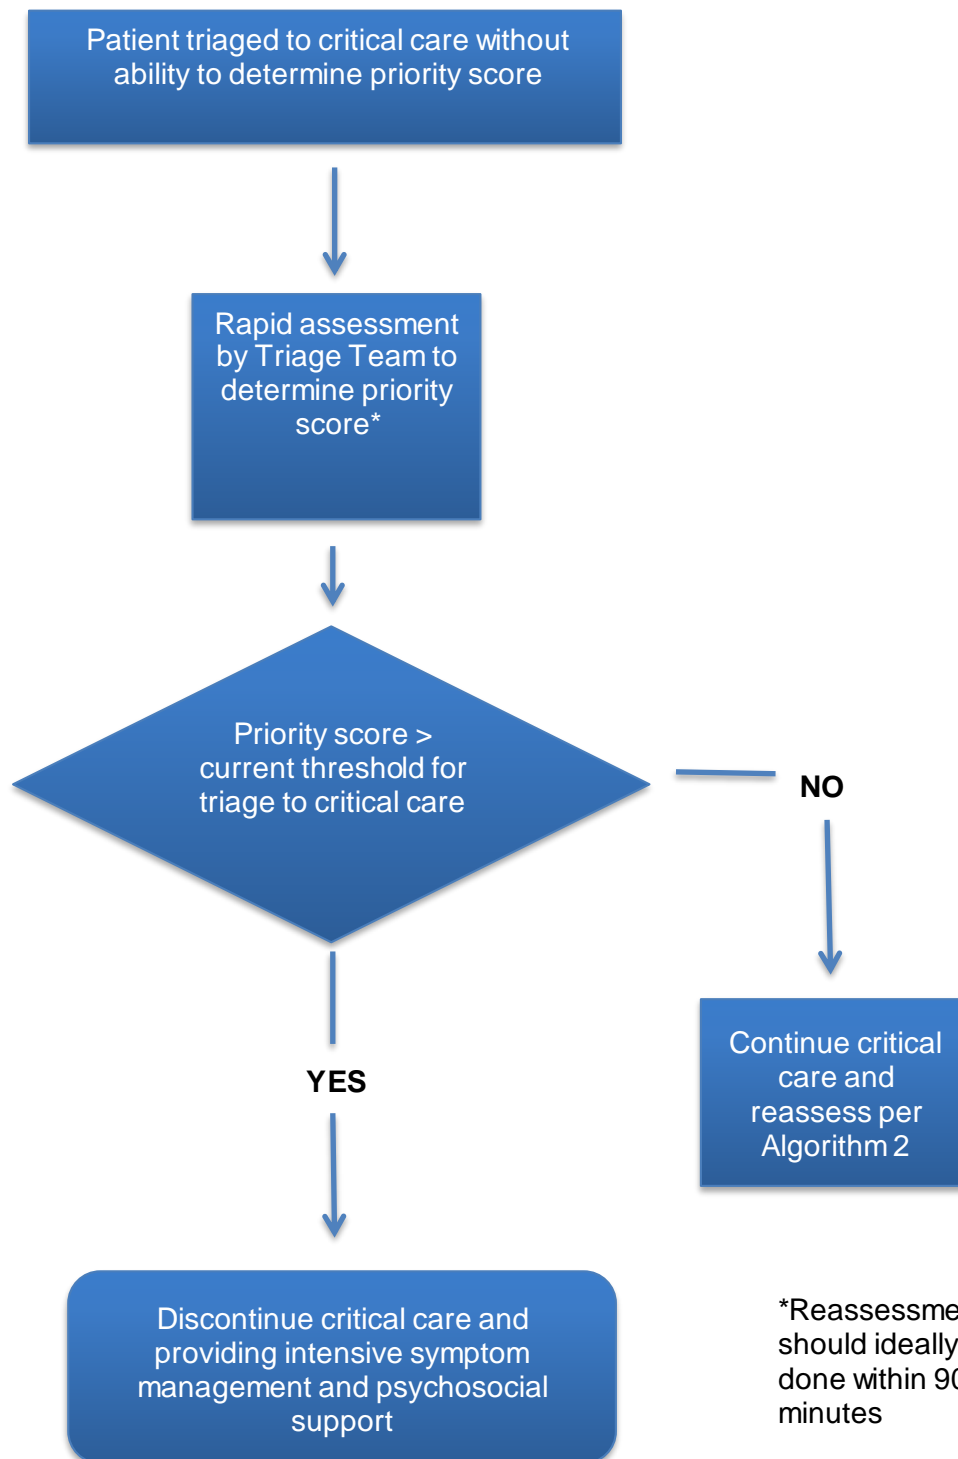 Patient triaged to critical care without
ability to determine priority score
Rapid assessment
by Triage Team to
determine priority
score*
Priority score >
current threshold for
triage to critical care
NO
YES
Continue critical
care and
reassess per
Algorithm 2
Discontinue critical care and
providing intensive symptom
management and psychosocial
support
should ideally
done within
minutes